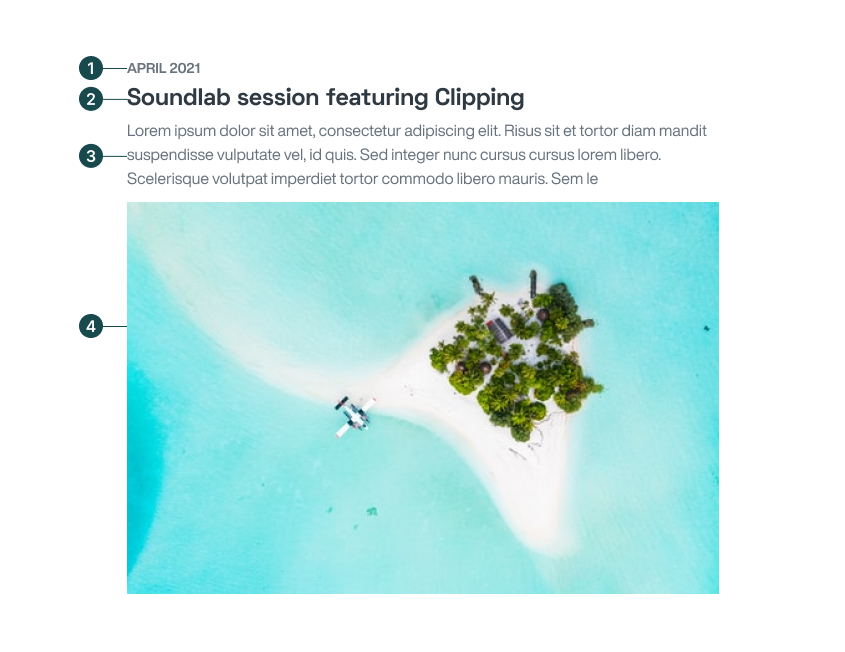 1 APRIL 2021
2 Soundlab session featuring Clipping
Lorem ipsum dolor sit amet, consectetur adipiscing elit. Risus sit et tortor diam mandit
3 suspendisse vulputate vel, id quis. Sed integer nunc cursus cursus lorem libero.
Scelerisque volutpat imperdiet tortor commodo libero mauris. Sem le
4